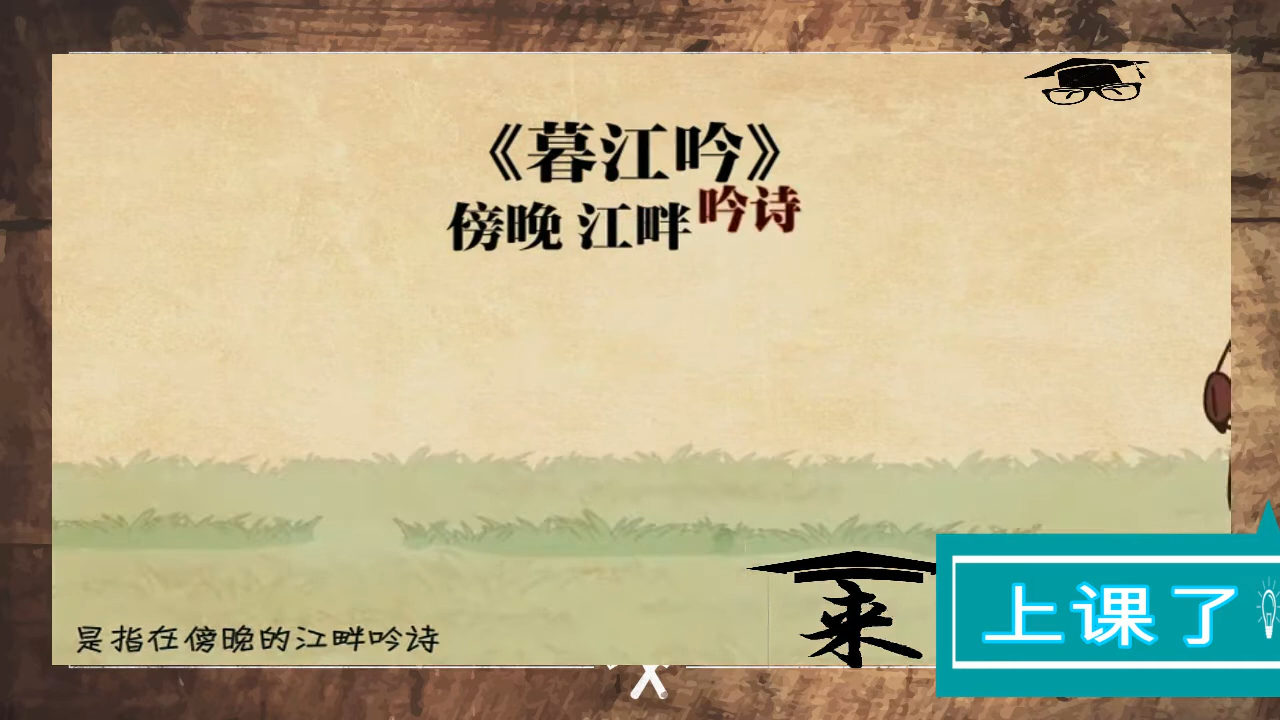 《暮江吟》
傍晚 江畔 吟诗
是指在傍晚的江畔吟诗
来
上课了